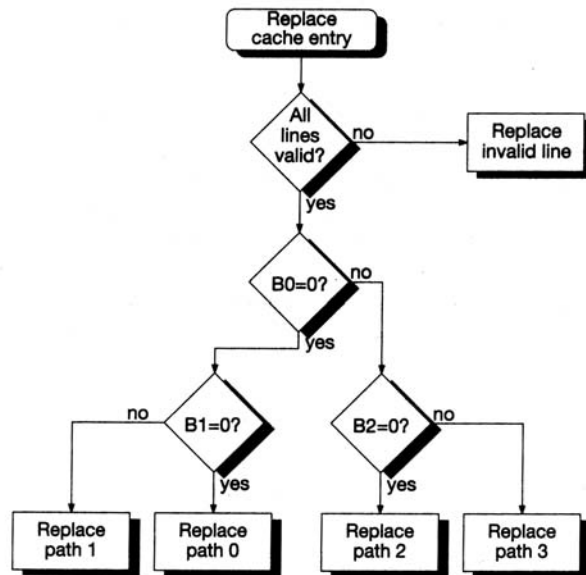 Replace
cache entry
All
lines
valid?
no
Replace
invalid line
yes
B0=0?
no
yes
no
B1=0?
B2=0?
no
yes
yes
Replace
path 1
Replace
path 0
Replace
path 2
Replace
path 3